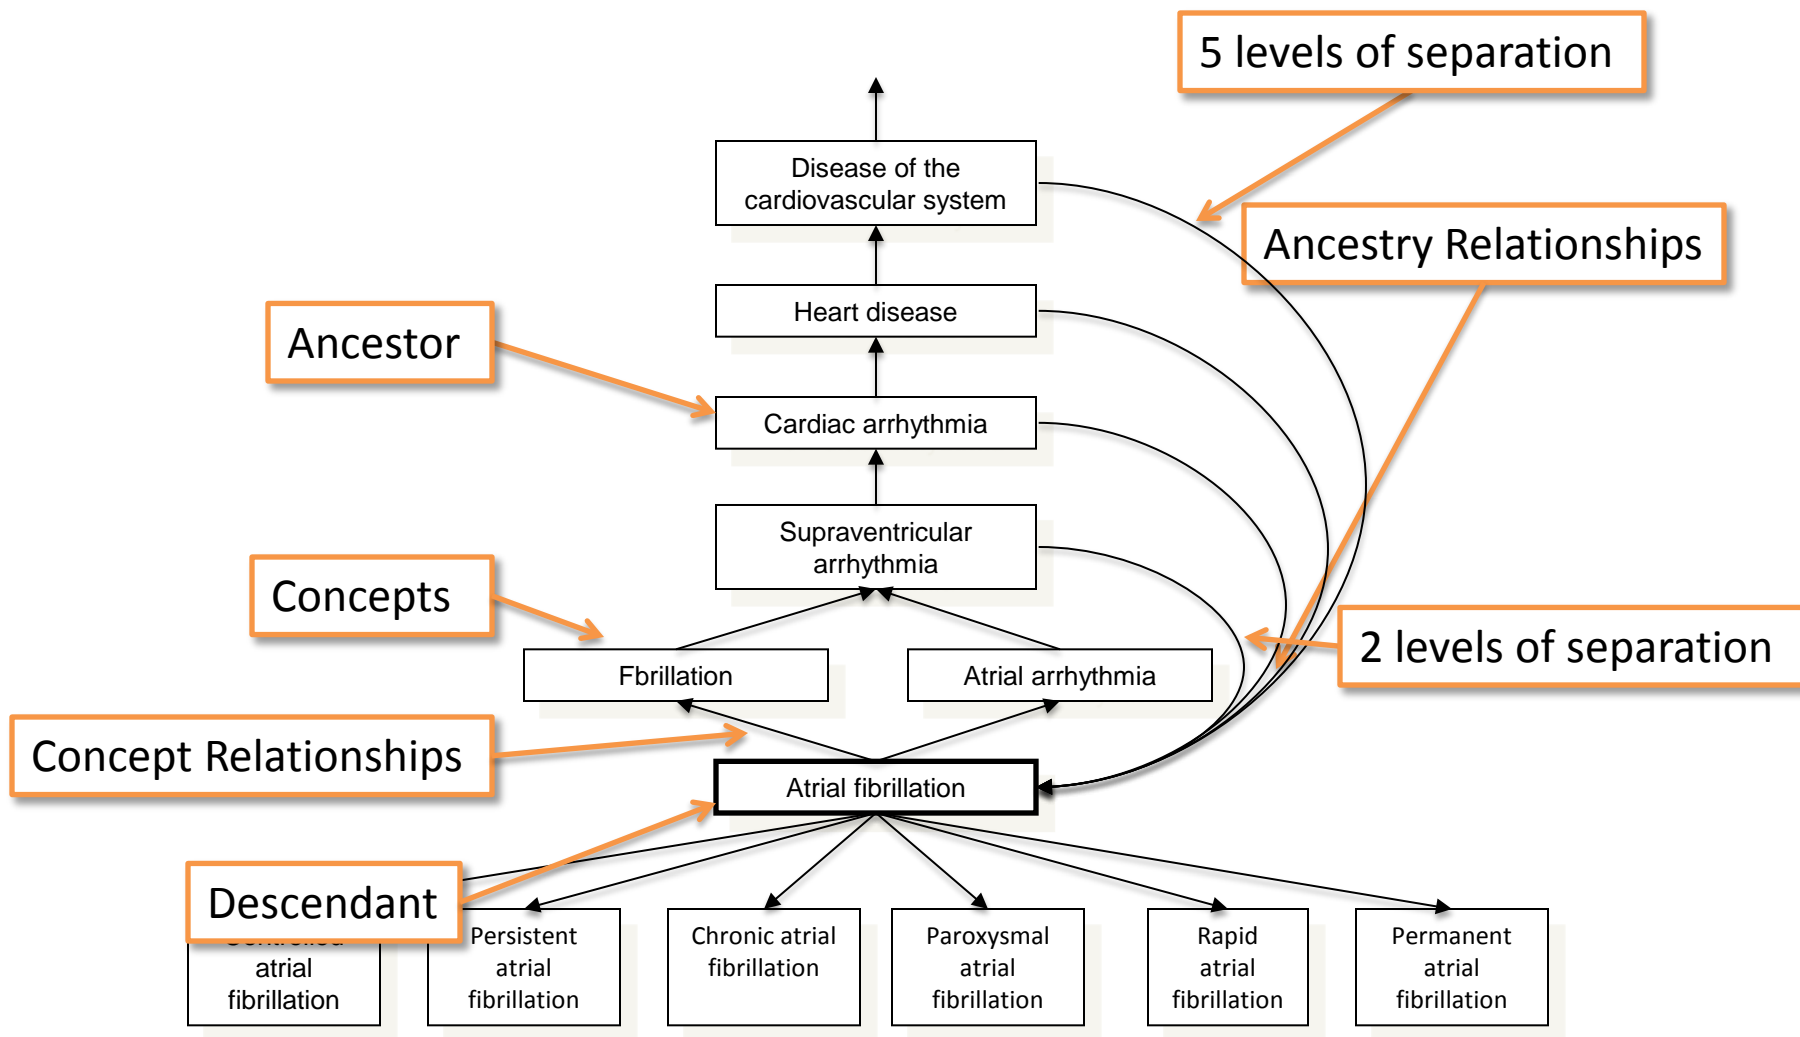 5 levels of separation
Disease of the
cardiovascular system
Ancestry Relationships
Heart disease
Ancestor
Cardiac arrhythmia
Supraventricular
arrhythmia
Concepts
2 levels of separation
Fbrillation
Atrial arrhythmia
Concept Relationships
Atrial fibrillation
Descendant
Controlled
atrial
fibrillation
Persistent
atrial
fibrillation
Chronic atrial
fibrillation
Paroxysmal
atrial
fibrillation
Rapid
atrial
fibrillation
Permanent
atrial
fibrillation